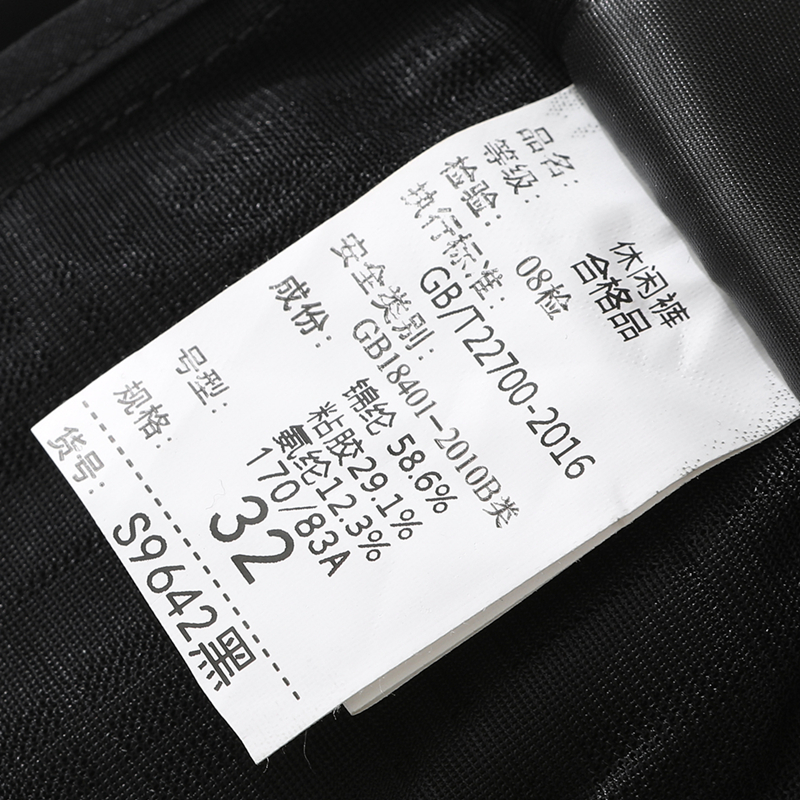 品名: 休闲裤
等级: 合格品
检验: 08检
执行标准: GB/T22700-2016
安全类别: GB18401-2010B类
成份: 锦纶 58.6%
粘胶29.1%
氨纶12.3%
号型: 170/83A
规格: 32
货号: S9642黑